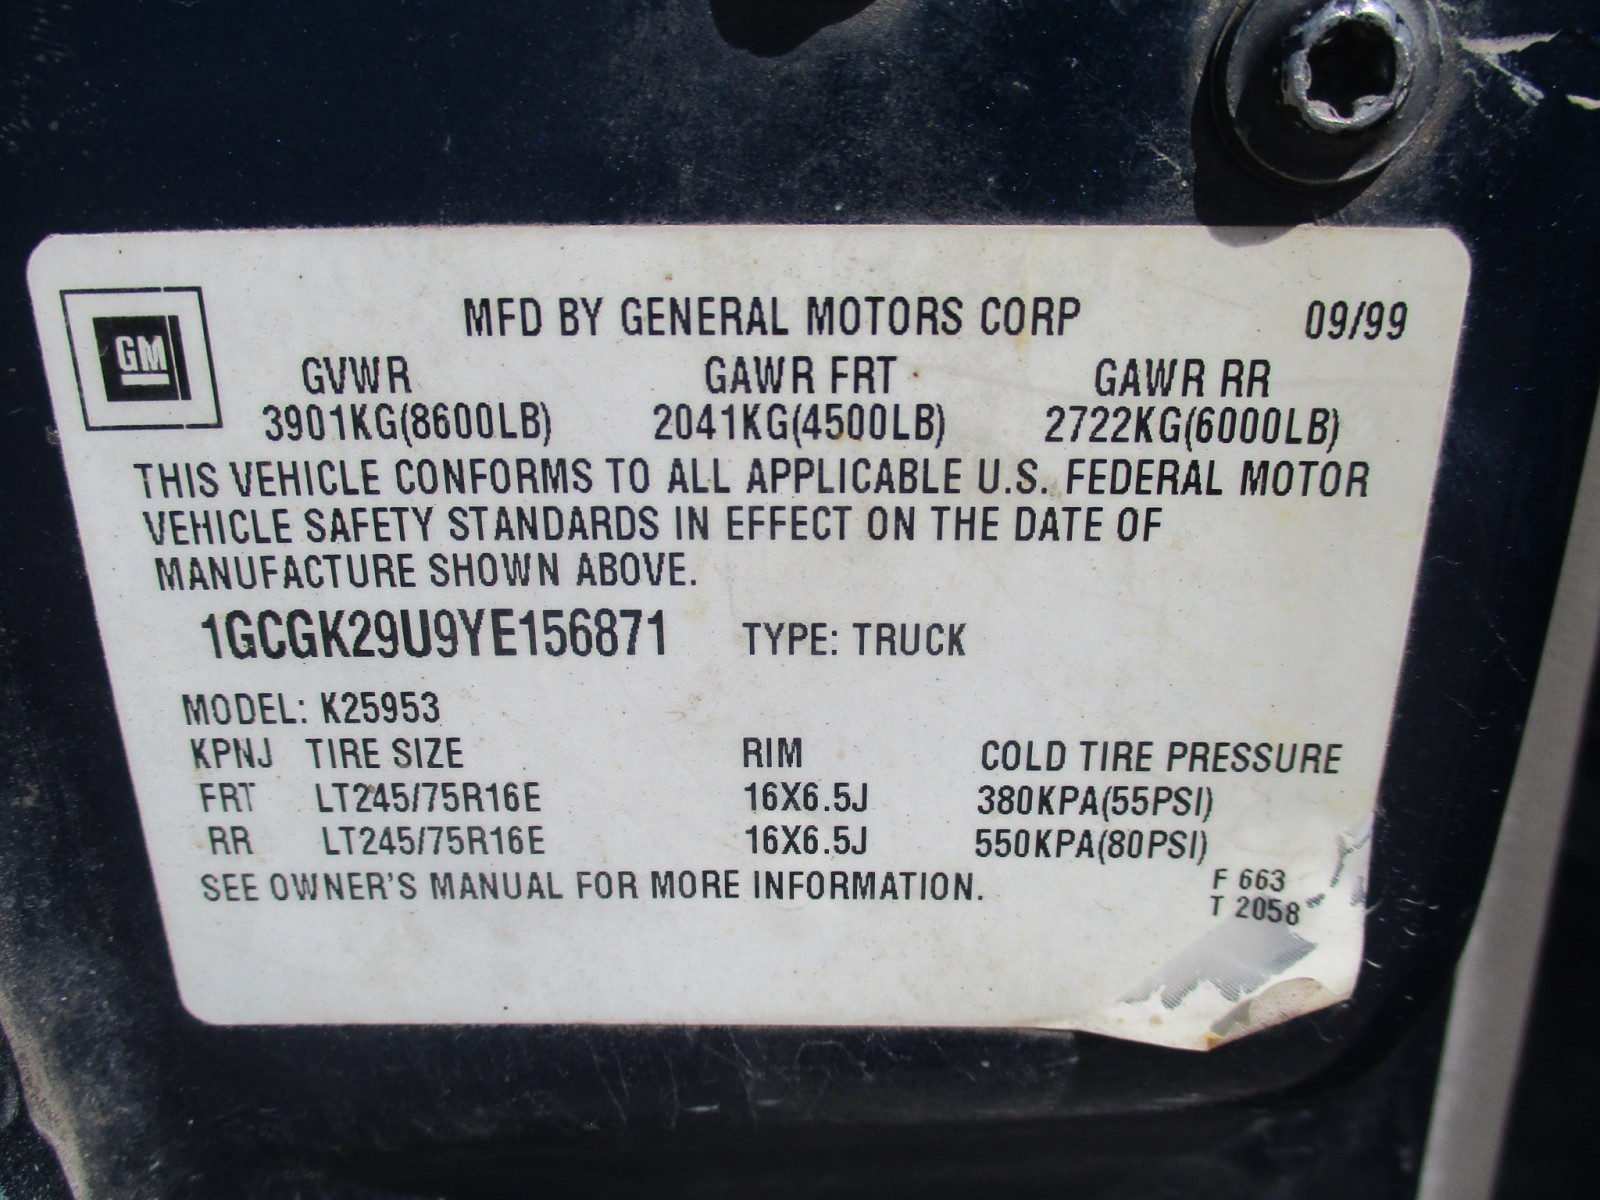 GM
MFD BY GENERAL MOTORS CORP 09/99
GVWR GAWR FRT GAWR RR
3901KG(8600LB) 2041KG(4500LB) 2722KG(6000LB)
THIS VEHICLE CONFORMS TO ALL APPLICABLE U.S. FEDERAL MOTOR
VEHICLE SAFETY STANDARDS IN EFFECT ON THE DATE OF
MANUFACTURE SHOWN ABOVE.
1GCGK29U9YE156871 TYPE: TRUCK
MODEL: K25953
KPNJ TIRE SIZE RIM COLD TIRE PRESSURE
FRT LT245/75R16E 16X6.5J 380KPA(55PSI)
RR LT245/75R16E 16X6.5J 550KPA(80PSI)
SEE OWNER'S MANUAL FOR MORE INFORMATION.
F 663
T 2058